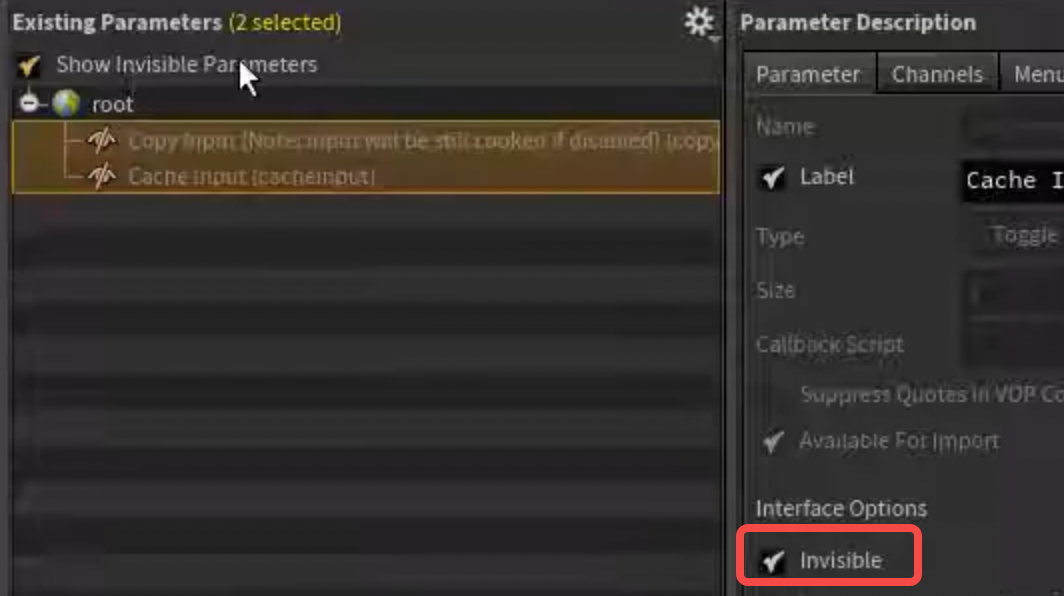 Existing Parameters (2 selected)
Show Invisible Parameters
root
Copy Input (Note:input will be still cooked if disabled) (copy
Cache Input (cacheinput)
Parameter Description
Parameter
Channels
Menu
Name
Label
Cache I
Type
Toggle
Size
Callback Script
Suppress Quotes In VOP Co
Available For Import
Interface Options
Invisible